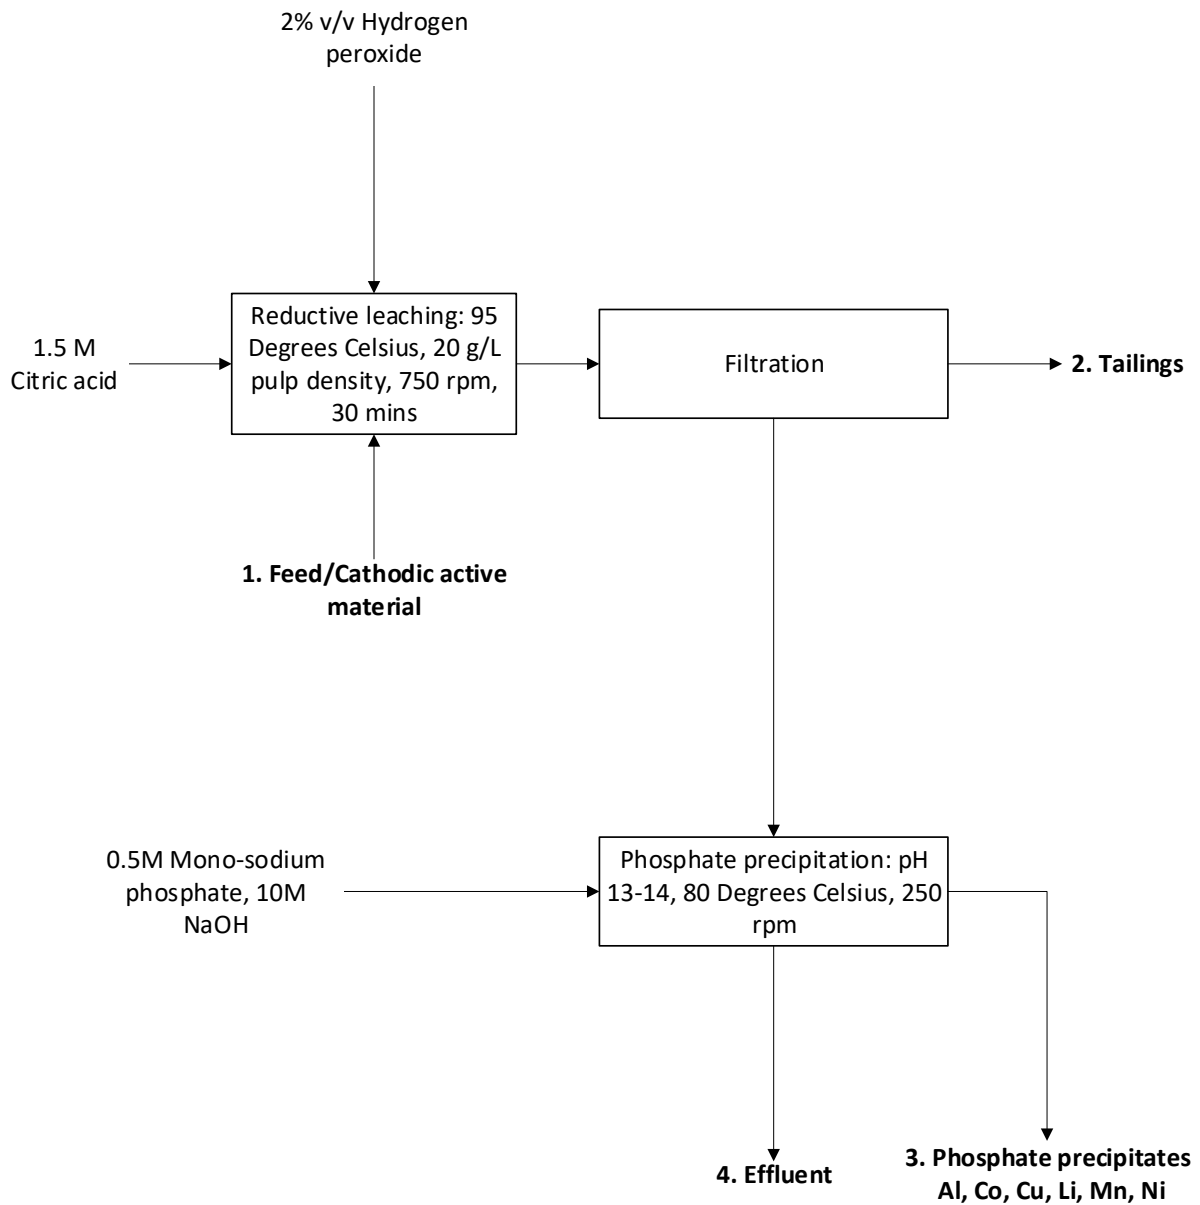 2% v/v Hydrogen
peroxide
1.5 M
Citric acid
Reductive leaching: 95
Degrees Celsius, 20 g/L
pulp density, 750 rpm,
30 mins
Filtration
2. Tailings
1. Feed/Cathodic active
material
0.5M Mono-sodium
phosphate, 10M
NaOH
Phosphate precipitation: pH
13-14, 80 Degrees Celsius, 250
rpm
4. Effluent
3. Phosphate precipitates
Al, Co, Cu, Li, Mn, Ni